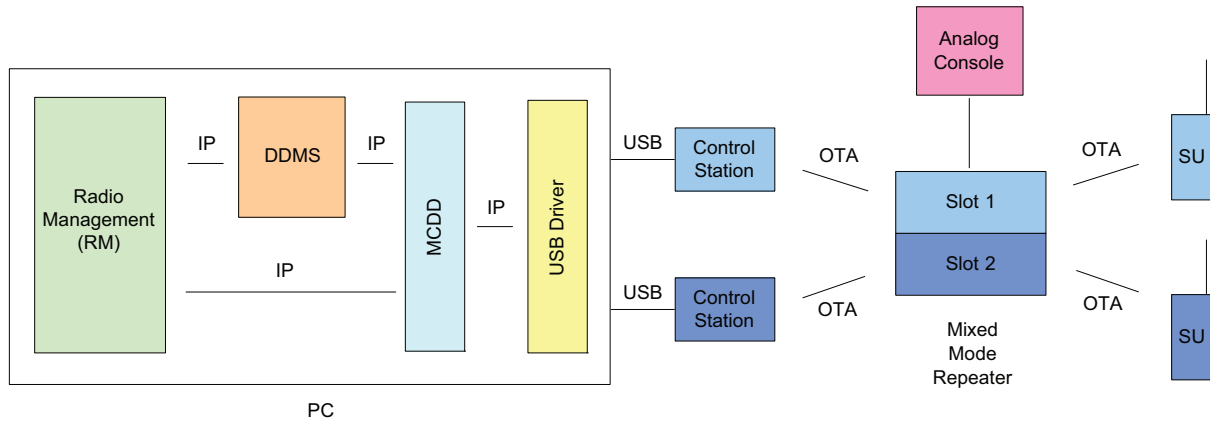 Analog
Console
Radio
Management
(RM)
IP
DDMS
IP
IP
MCDD
IP
USB Driver
USB
Control
Station
OTA
Slot 1
OTA
SU
USB
Control
Station
OTA
Slot 2
OTA
SU
Mixed
Mode
Repeater
PC